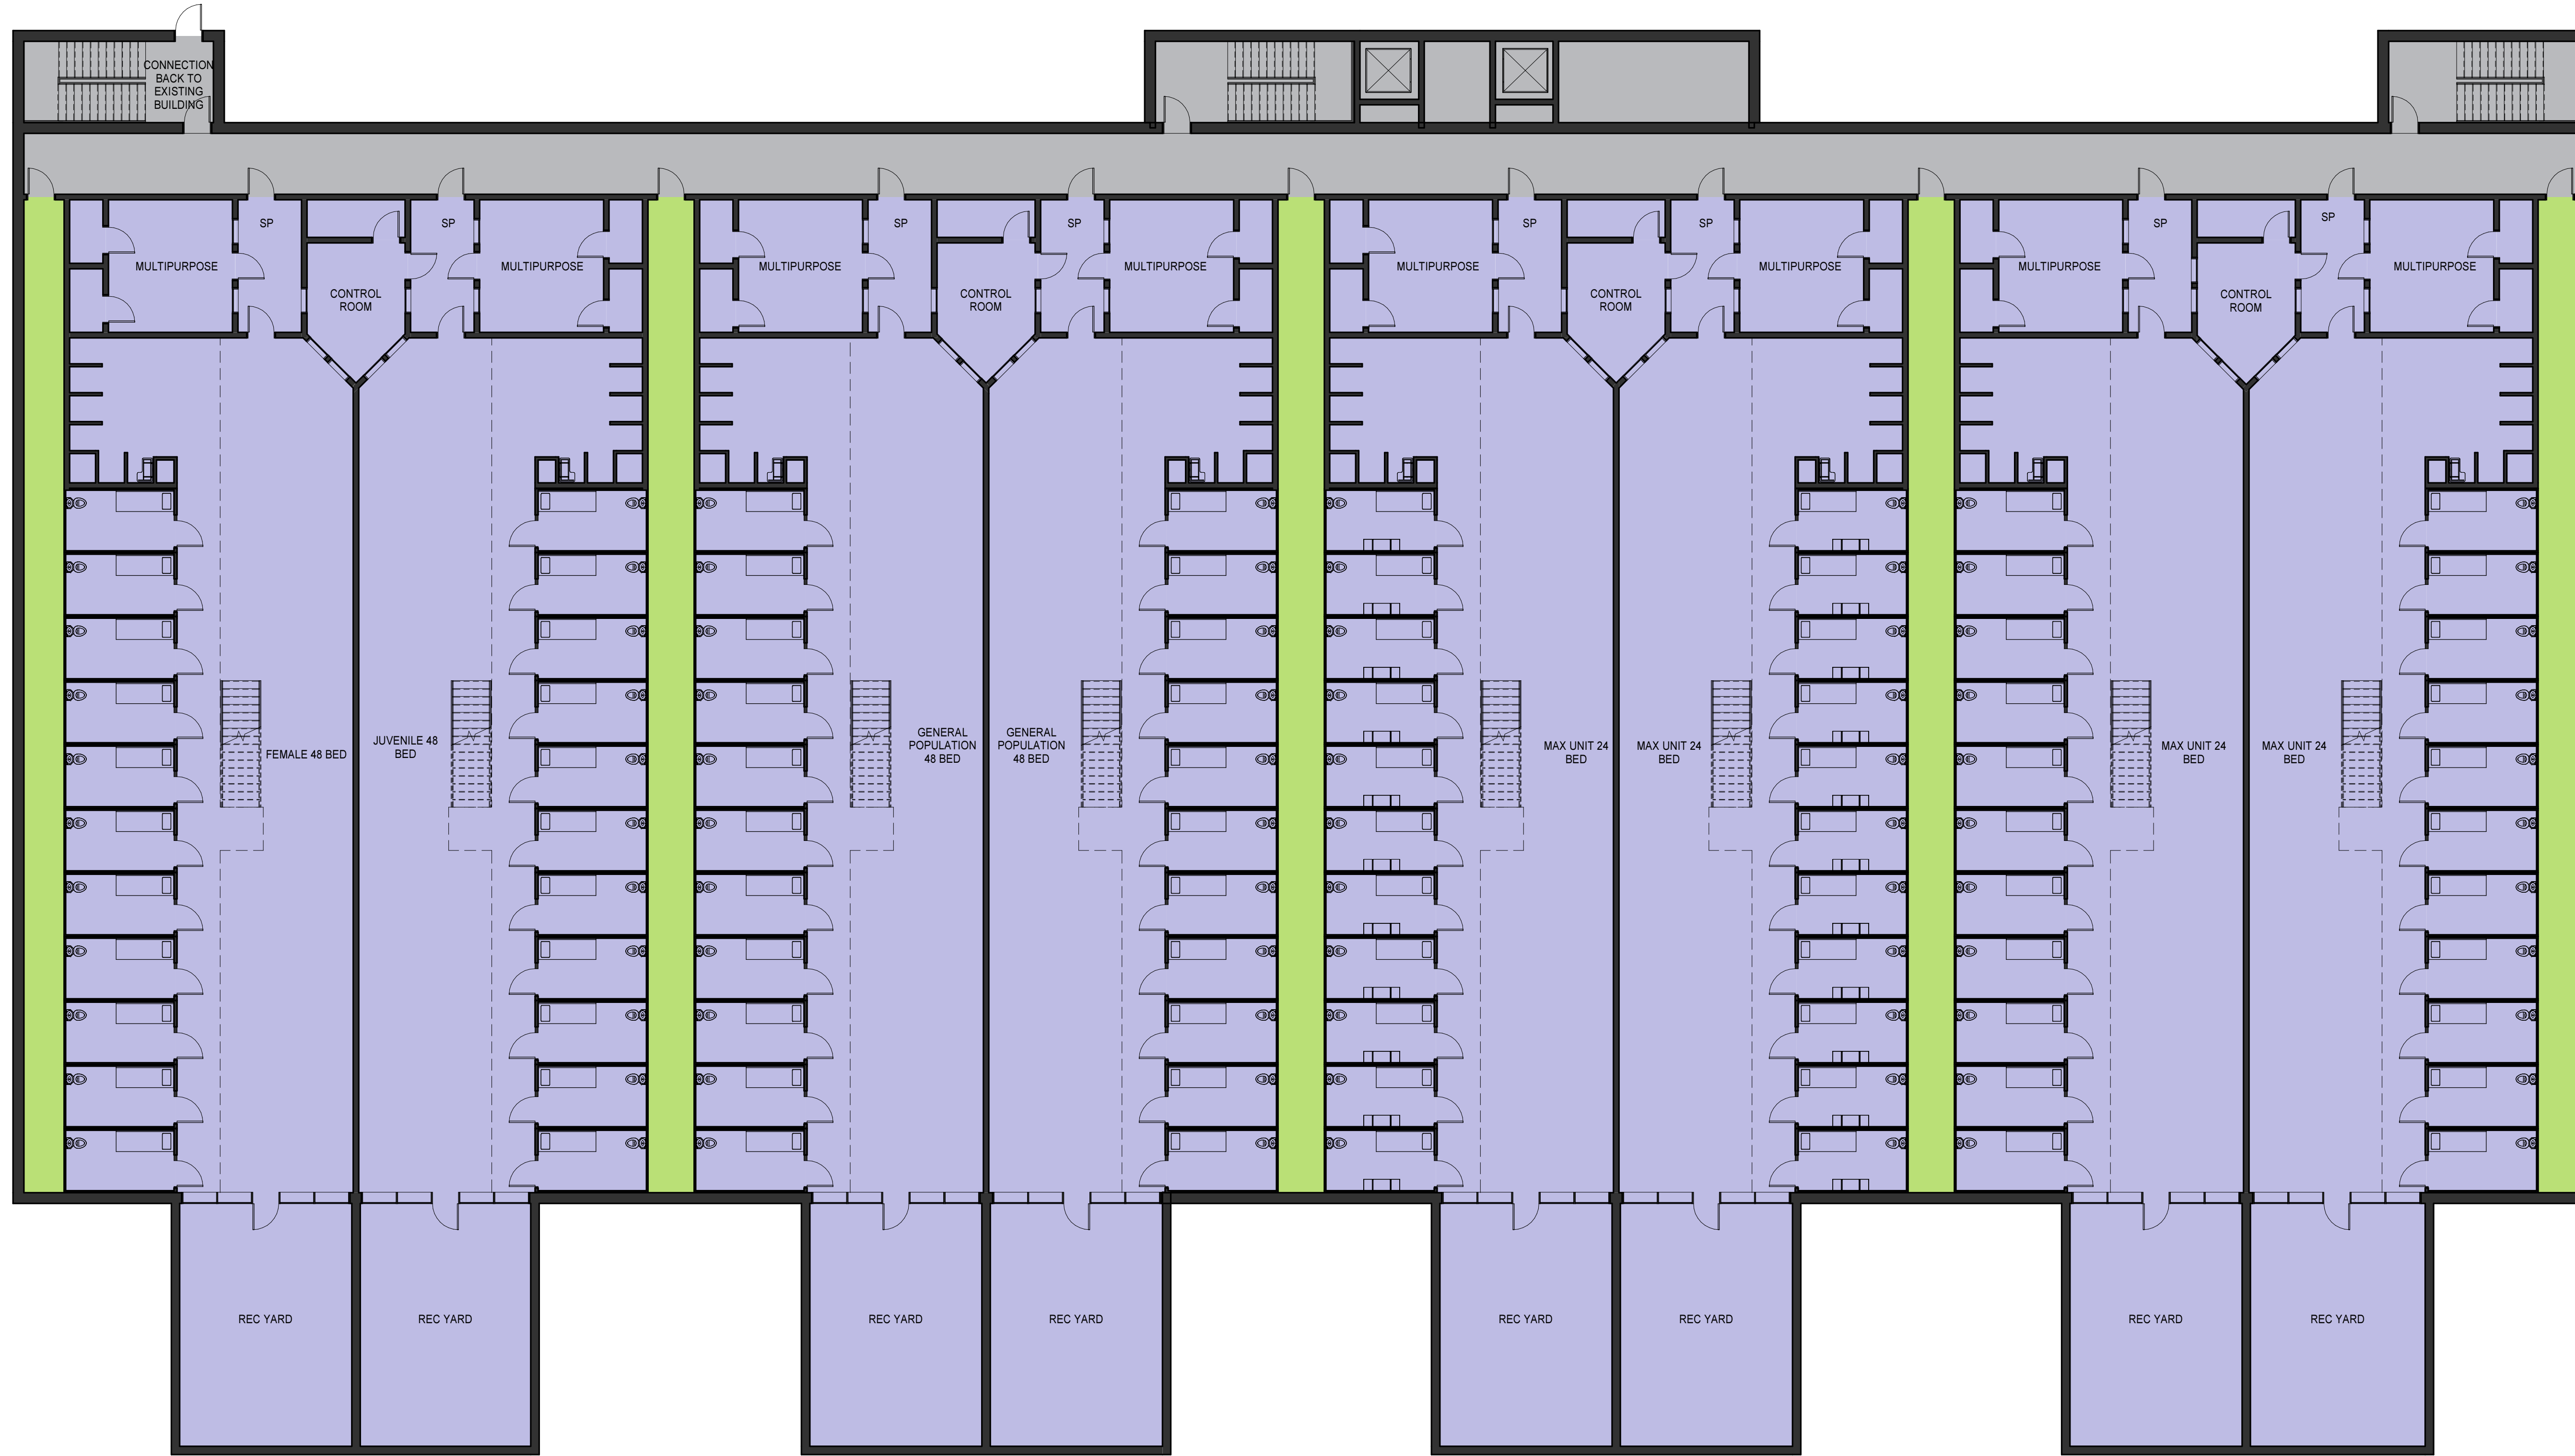 CONNECTION
BACK TO
EXISTING
BUILDING
SP
SP
SP
SP
SP
SP
SP
SP
MULTIPURPOSE
MULTIPURPOSE
MULTIPURPOSE
MULTIPURPOSE
MULTIPURPOSE
MULTIPURPOSE
MULTIPURPOSE
MULTIPURPOSE
CONTROL
ROOM
CONTROL
ROOM
CONTROL
ROOM
CONTROL
ROOM
FEMALE 48 BED
JUVENILE 48
BED
GENERAL
POPULATION
48 BED
GENERAL
POPULATION
48 BED
MAX UNIT 24
BED
MAX UNIT 24
BED
MAX UNIT 24
BED
MAX UNIT 24
BED
REC YARD
REC YARD
REC YARD
REC YARD
REC YARD
REC YARD
REC YARD
REC YARD